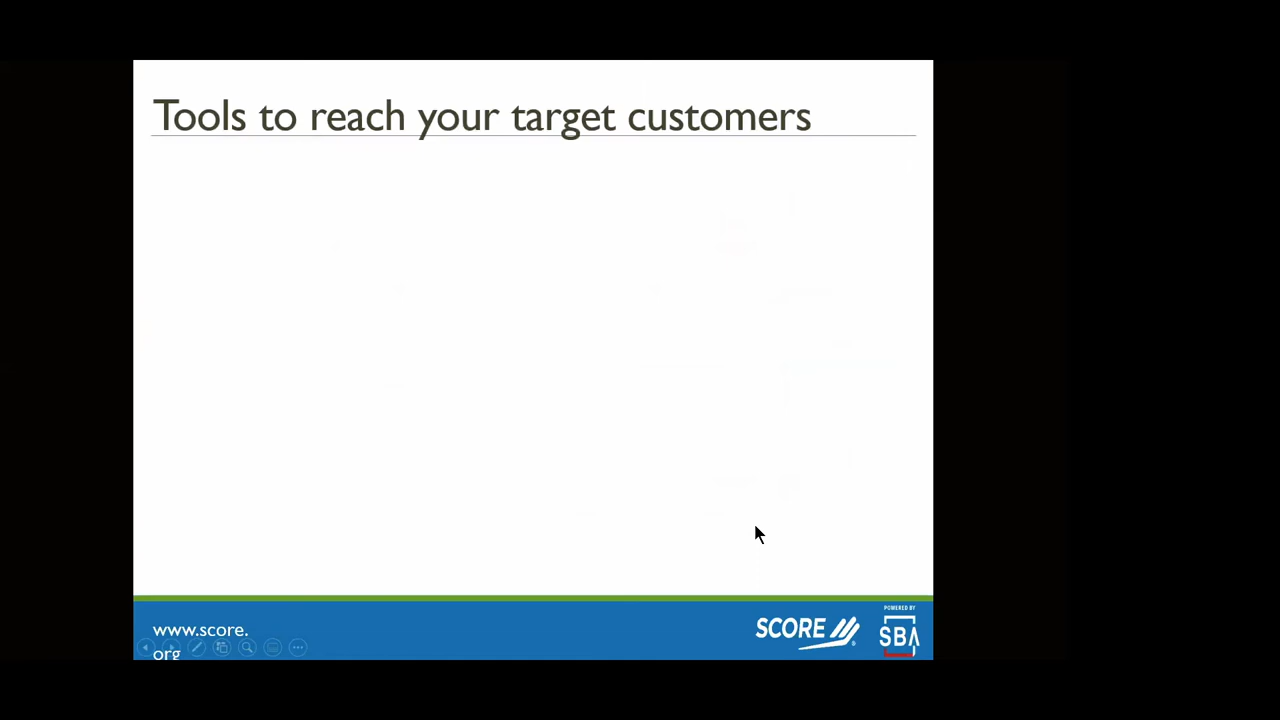 Tools to reach your target customers
www.score.
org
SCORE
POWERED BY
SBA